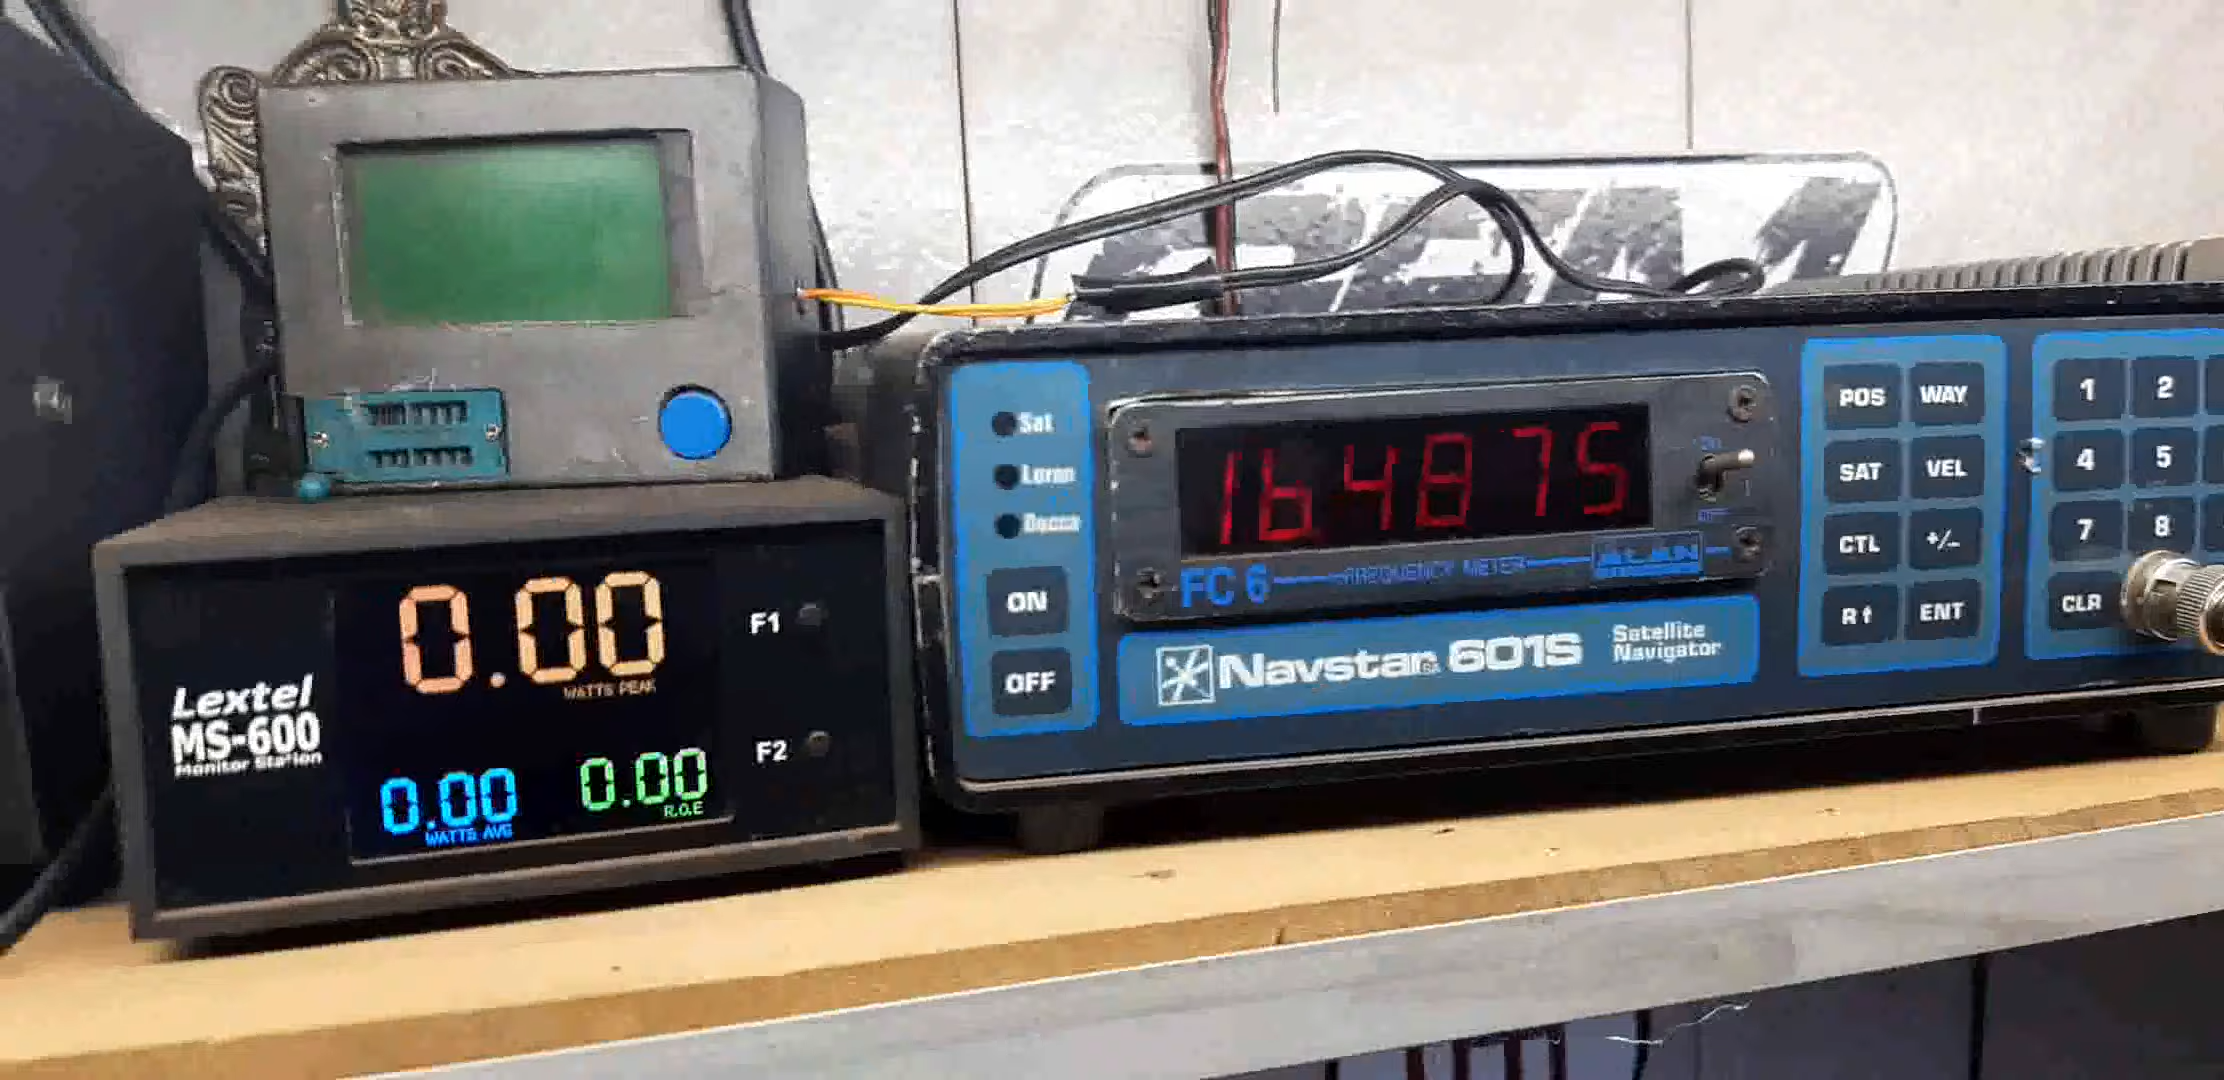 Sat
Loran
Decca
ON
OFF
16.4875
FC 6
FREQUENCY METER
ALAN
Navstar 601S
Satellite
Navigator
POS
WAY
SAT
VEL
CTL
+/-
R↑
ENT
1
2
4
5
7
8
CLR
Lextel
MS-600
Monitor Station
0.00
WATTS PEAK
0.00
WATTS AVG
0.00
R.O.E
F1
F2